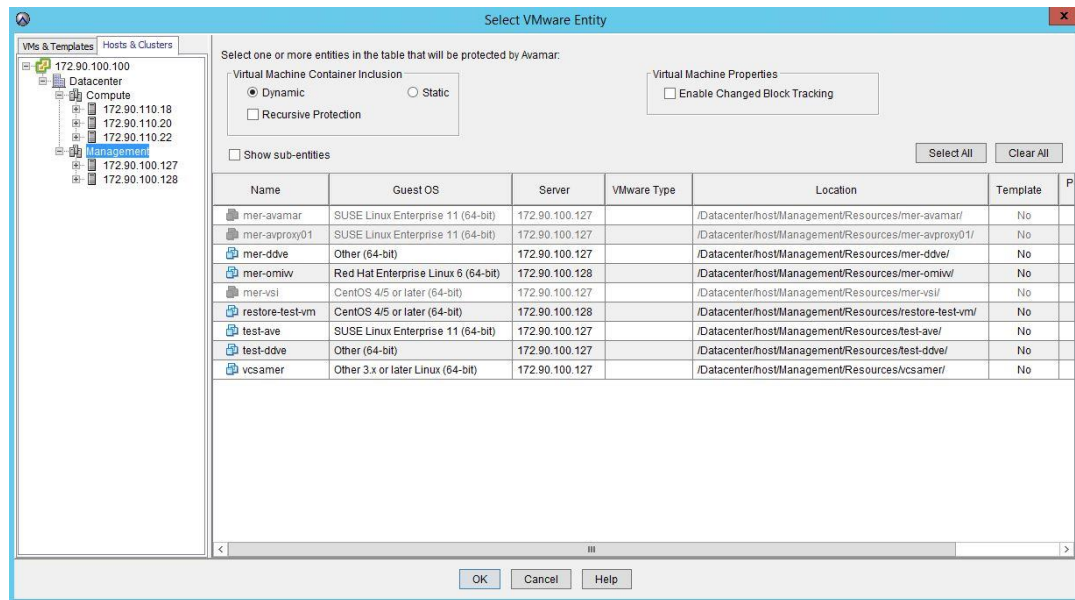 Select VMware Entity
x
VMs & Templates Hosts & Clusters
172.90.100.100
Datacenter
Compute
172.90.110.18
172.90.110.20
172.90.110.22
Management
172.90.100.127
172.90.100.128
Select one or more entities in the table that will be protected by Avamar:
Virtual Machine Container Inclusion
Dynamic Static
Recursive Protection
Virtual Machine Properties
Enable Changed Block Tracking
Show sub-entities
Select All Clear All
Name Guest OS Server VMware Type Location Template P
mer-avamar SUSE Linux Enterprise 11 (64-bit) 172.90.100.127 /Datacenter/host/Management/Resources/mer-avamar/ No
mer-avproxy01 SUSE Linux Enterprise 11 (64-bit) 172.90.100.127 /Datacenter/host/Management/Resources/mer-avproxy01/ No
mer-ddve Other (64-bit) 172.90.100.127 /Datacenter/host/Management/Resources/mer-ddve/ No
mer-omivv Red Hat Enterprise Linux 6 (64-bit) 172.90.100.128 /Datacenter/host/Management/Resources/mer-omivv/ No
mer-vsi CentOS 4/5 or later (64-bit) 172.90.100.127 /Datacenter/host/Management/Resources/mer-vsi/ No
restore-test-vm CentOS 4/5 or later (64-bit) 172.90.100.128 /Datacenter/host/Management/Resources/restore-test-vm/ No
test-ave SUSE Linux Enterprise 11 (64-bit) 172.90.100.127 /Datacenter/host/Management/Resources/test-ave/ No
test-ddve Other (64-bit) 172.90.100.127 /Datacenter/host/Management/Resources/test-ddve/ No
vcsamer Other 3.x or later Linux (64-bit) 172.90.100.127 /Datacenter/host/Management/Resources/vcsamer/ No
OK Cancel Help